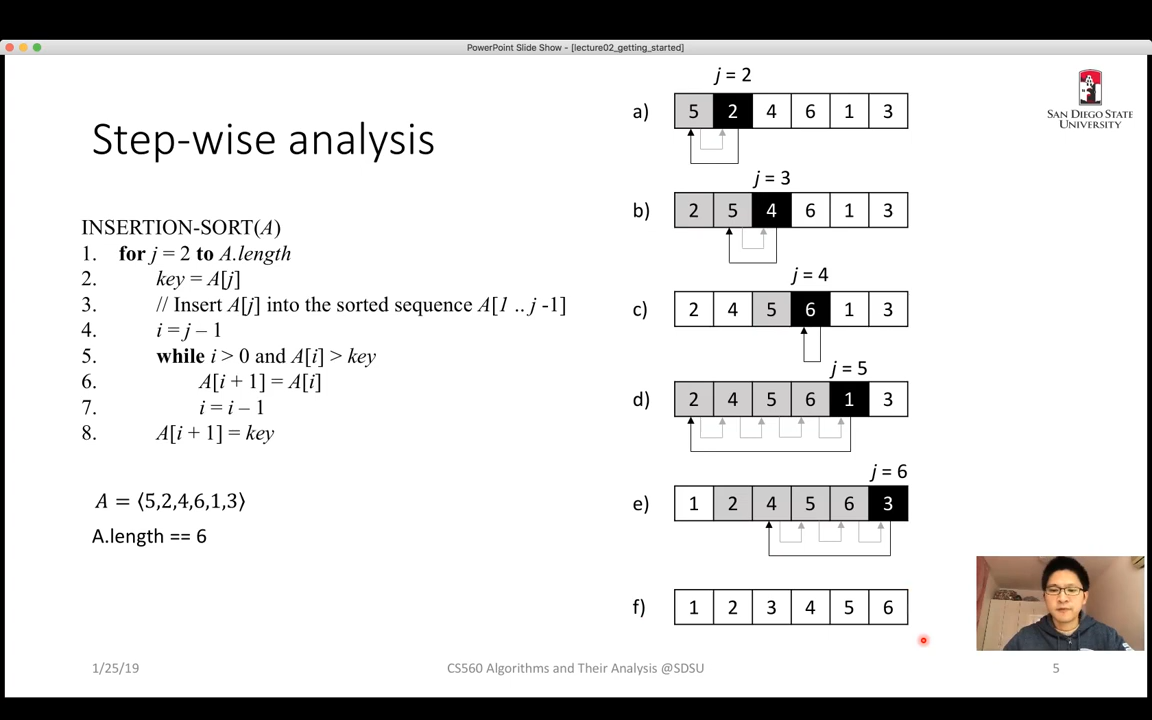 PowerPoint Slide Show - [lecture02_getting_started]
SAN DIEGO STATE
UNIVERSITY
Step-wise analysis
INSERTION-SORT(A)
1. for j = 2 to A.length
2. key = A[j]
3. // Insert A[j] into the sorted sequence A[1 .. j -1]
4. i = j – 1
5. while i > 0 and A[i] > key
6. A[i + 1] = A[i]
7. i = i – 1
8. A[i + 1] = key
A = ⟨5,2,4,6,1,3⟩
A.length == 6
j = 2
a) 5 2 4 6 1 3
j = 3
b) 2 5 4 6 1 3
j = 4
c) 2 4 5 6 1 3
j = 5
d) 2 4 5 6 1 3
j = 6
e) 1 2 4 5 6 3
f) 1 2 3 4 5 6
1/25/19
CS560 Algorithms and Their Analysis @SDSU
5